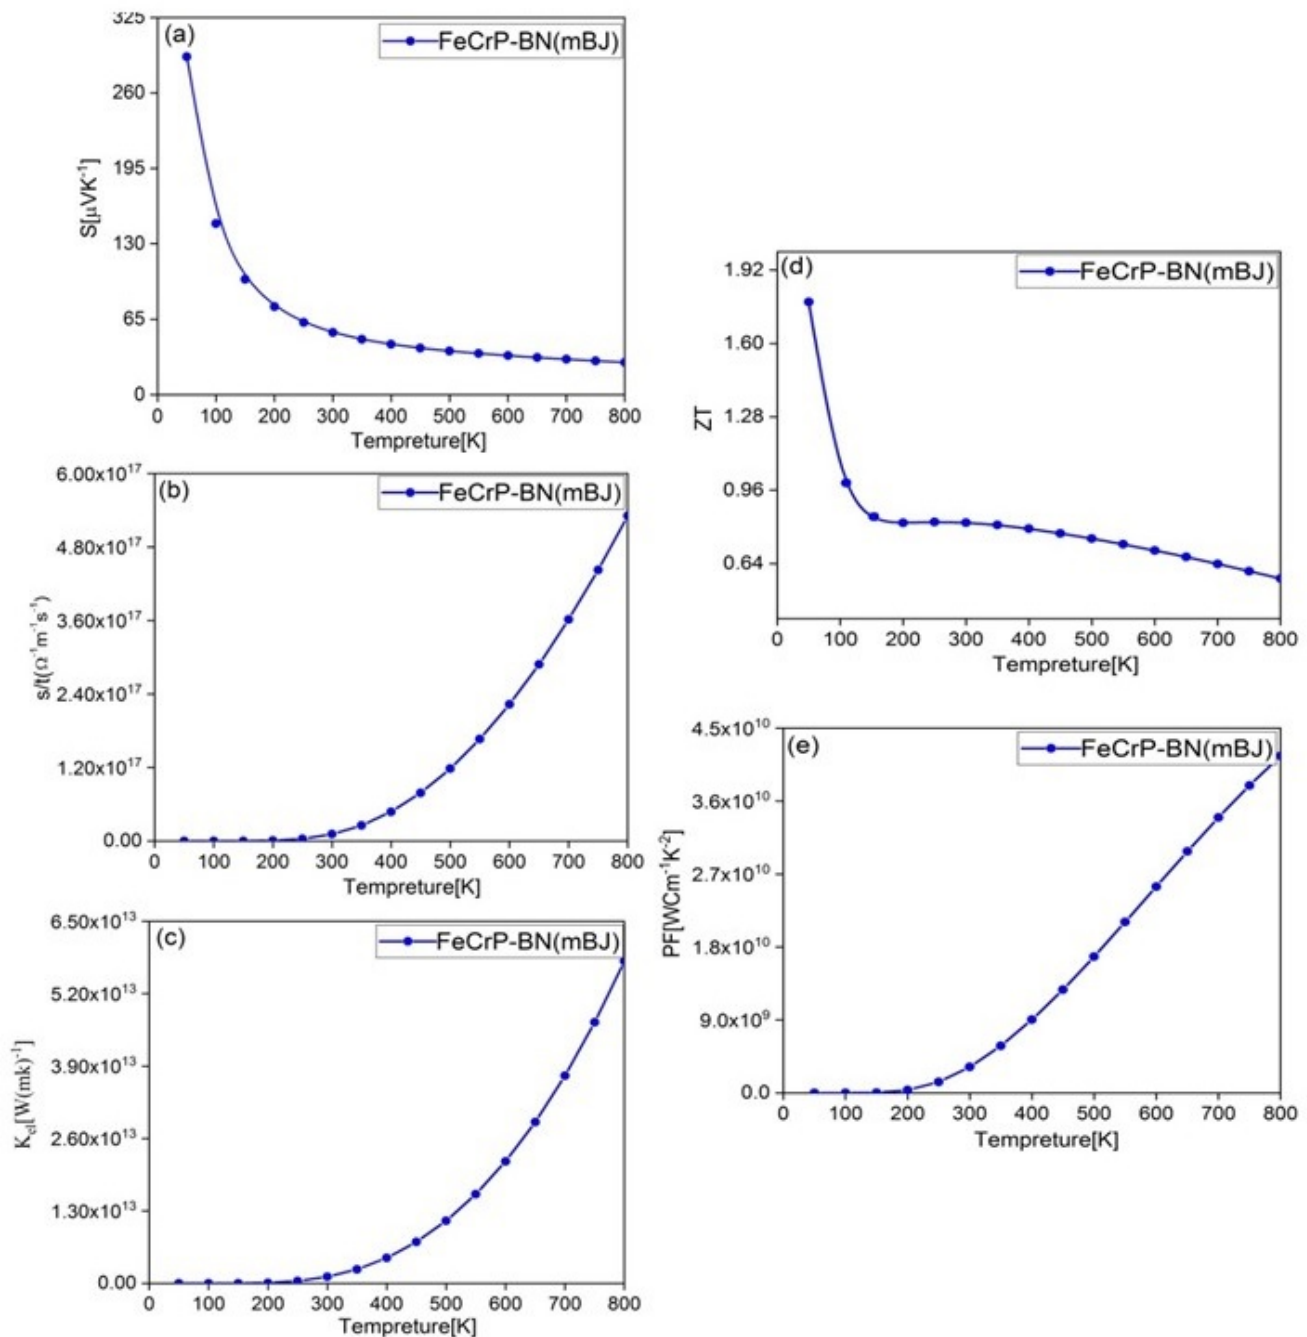 (a)
FeCrP-BN(mBJ)
S[μVK⁻¹]
325
260
195
130
65
0
0 100 200 300 400 500 600 700 800
Tempreture[K]
(b)
FeCrP-BN(mBJ)
s/t(Ω⁻¹m⁻¹s⁻¹)
6.00x10¹⁷
4.80x10¹⁷
3.60x10¹⁷
2.40x10¹⁷
1.20x10¹⁷
0.00
0 100 200 300 400 500 600 700 800
Tempreture[K]
(c)
FeCrP-BN(mBJ)
Kₑₗ[W(mk)⁻¹]
6.50x10¹³
5.20x10¹³
3.90x10¹³
2.60x10¹³
1.30x10¹³
0.00
0 100 200 300 400 500 600 700 800
Tempreture[K]
(d)
FeCrP-BN(mBJ)
ZT
1.92
1.60
1.28
0.96
0.64
0 100 200 300 400 500 600 700 800
Tempreture[K]
(e)
FeCrP-BN(mBJ)
PF[WCm⁻¹K⁻²]
4.5x10¹⁰
3.6x10¹⁰
2.7x10¹⁰
1.8x10¹⁰
9.0x10⁹
0.0
0 100 200 300 400 500 600 700 800
Tempreture[K]